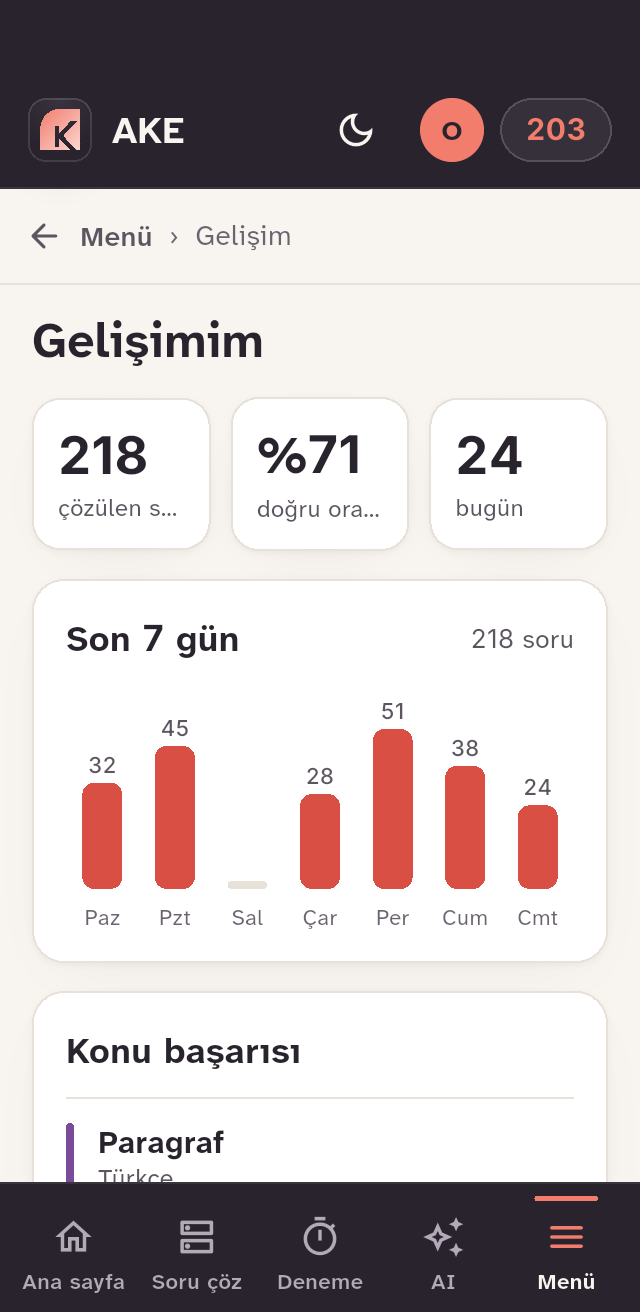 K AKE O 203
Menü › Gelişim
Gelişimim
218 %71 24
çözülen s... doğru ora... bugün
Son 7 gün 218 soru
32 45 28 51 38 24
Paz Pzt Sal Çar Per Cum Cmt
Konu başarısı
Paragraf
Türkçe
Ana sayfa Soru çöz Deneme AI Menü